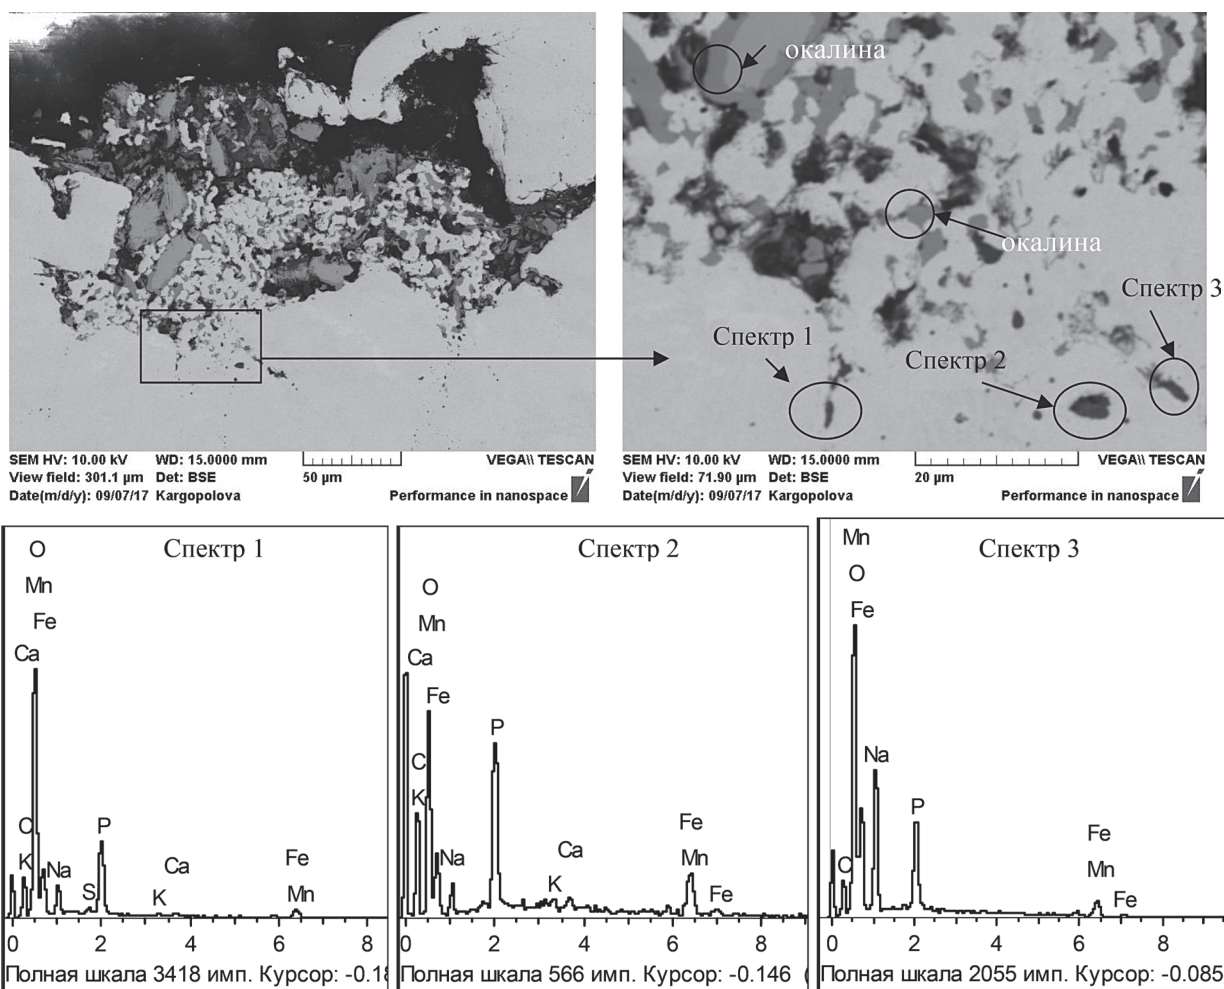 окалина
окалина
Спектр 1
Спектр 2
Спектр 3
SEM HV: 10.00 kV WD: 15.0000 mm VEGA\\ TESCAN
View field: 301.1 µm Det: BSE 50 µm
Date(m/d/y): 09/07/17 Kargopolova Performance in nanospace
SEM HV: 10.00 kV WD: 15.0000 mm VEGA\\ TESCAN
View field: 71.90 µm Det: BSE 20 µm
Date(m/d/y): 09/07/17 Kargopolova Performance in nanospace
Спектр 1
O
Mn
Fe
Ca
C
K
Na
S
P
K
Ca
Fe
Mn
0 2 4 6 8
Полная шкала 3418 имп. Курсор: -0.18
Спектр 2
O
Mn
Ca
Fe
C
K
Na
P
K
Ca
Fe
Mn
Fe
0 2 4 6 8
Полная шкала 566 имп. Курсор: -0.146 (
Спектр 3
Mn
O
Fe
C
Na
P
Fe
Mn
Fe
0 2 4 6 8
Полная шкала 2055 имп. Курсор: -0.085